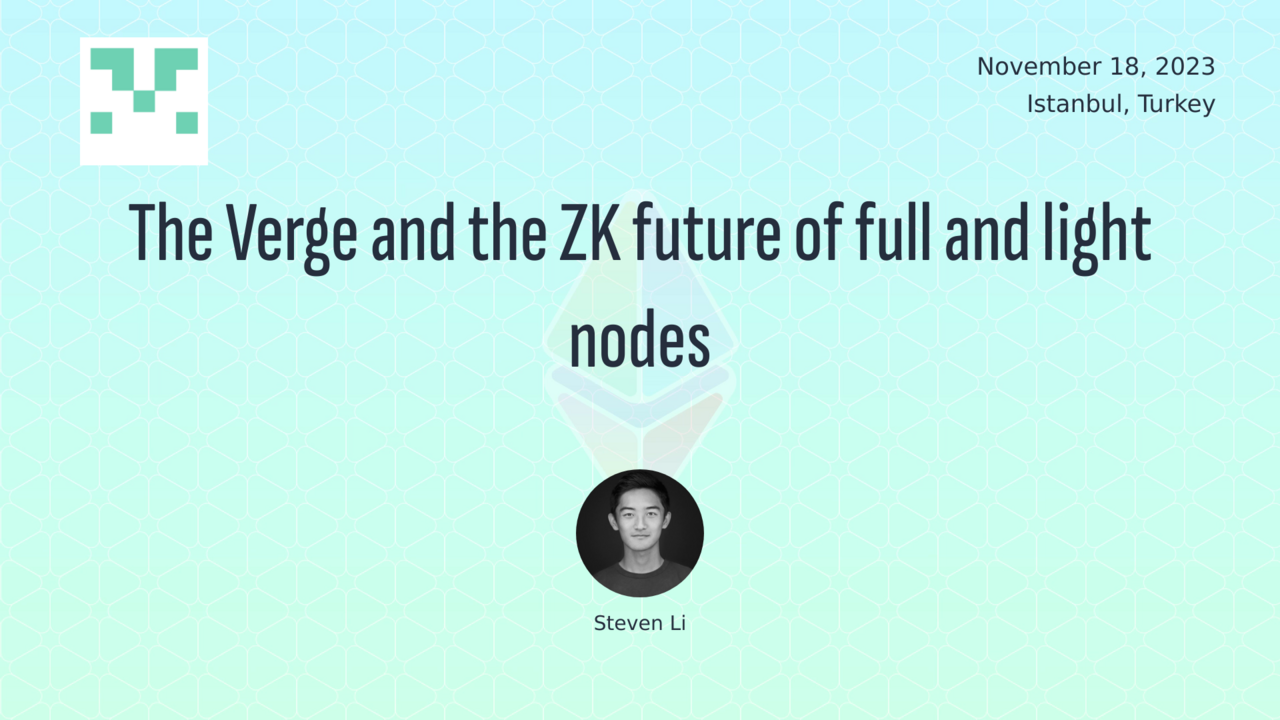 November 18, 2023
Istanbul, Turkey
The Verge and the ZK future of full and light
nodes
Steven Li